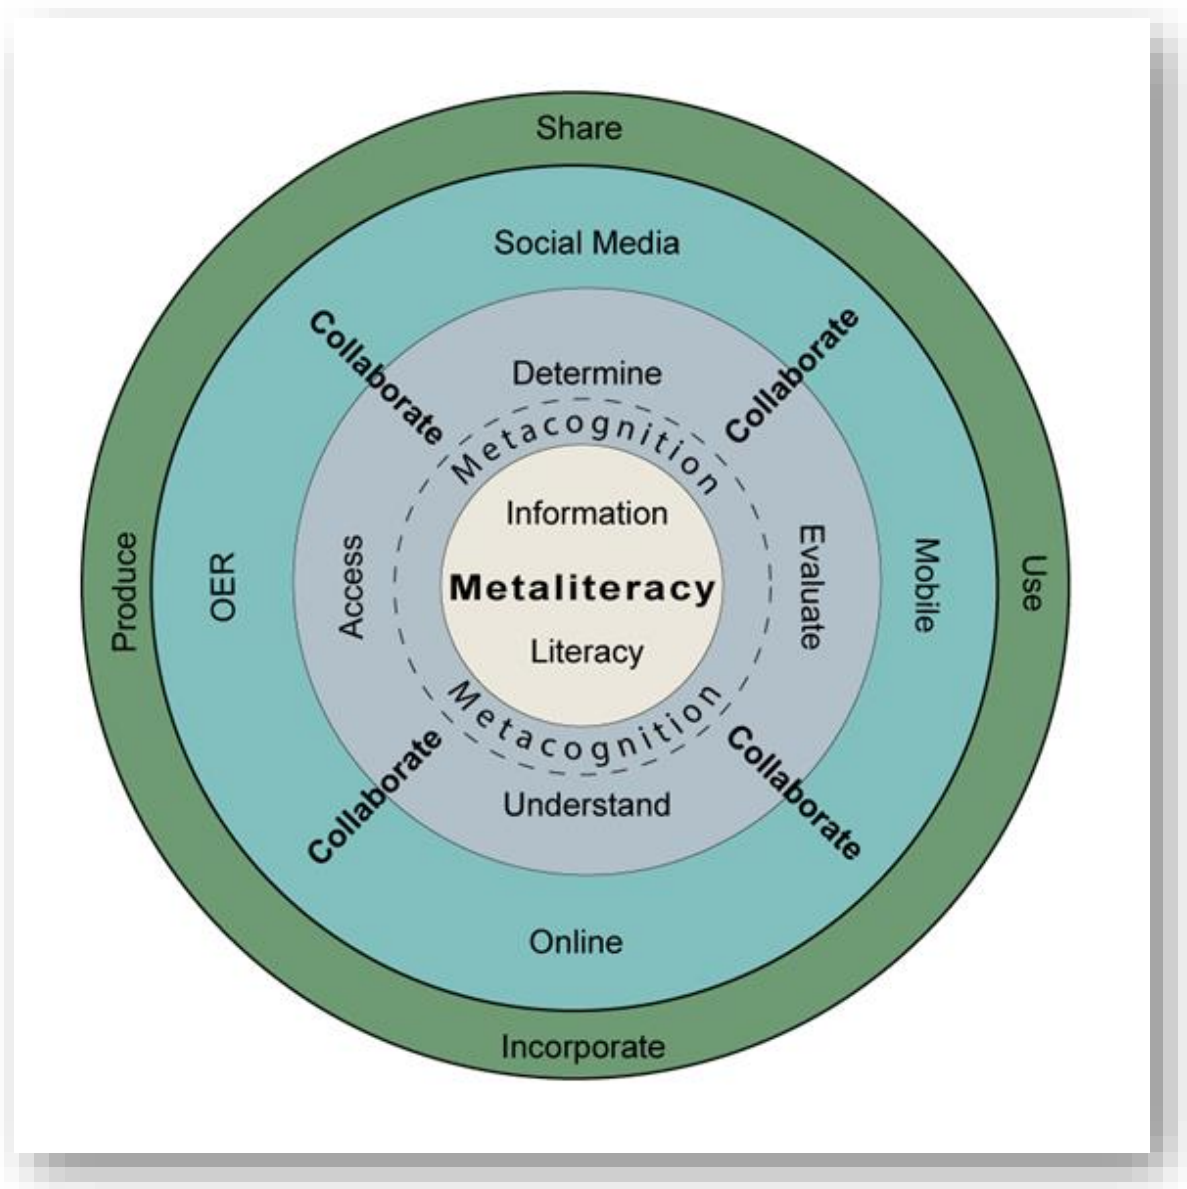 Share
Social Media
Collaborate
Collaborate
Determine
Metacognition
Information
Produce
OER
Access
Metaliteracy
Evaluate
Mobile
Use
Literacy
Metacognition
Collaborate
Collaborate
Understand
Online
Incorporate